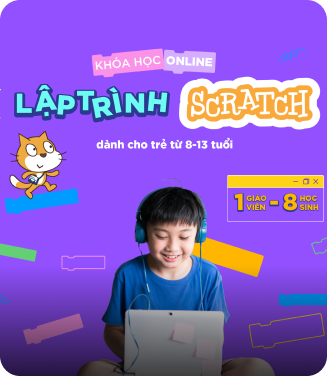 KHÓA HỌC ONLINE
LẬP TRÌNH SCRATCH
dành cho trẻ từ 8-13 tuổi
1 GIÁO VIÊN - 8 HỌC SINH